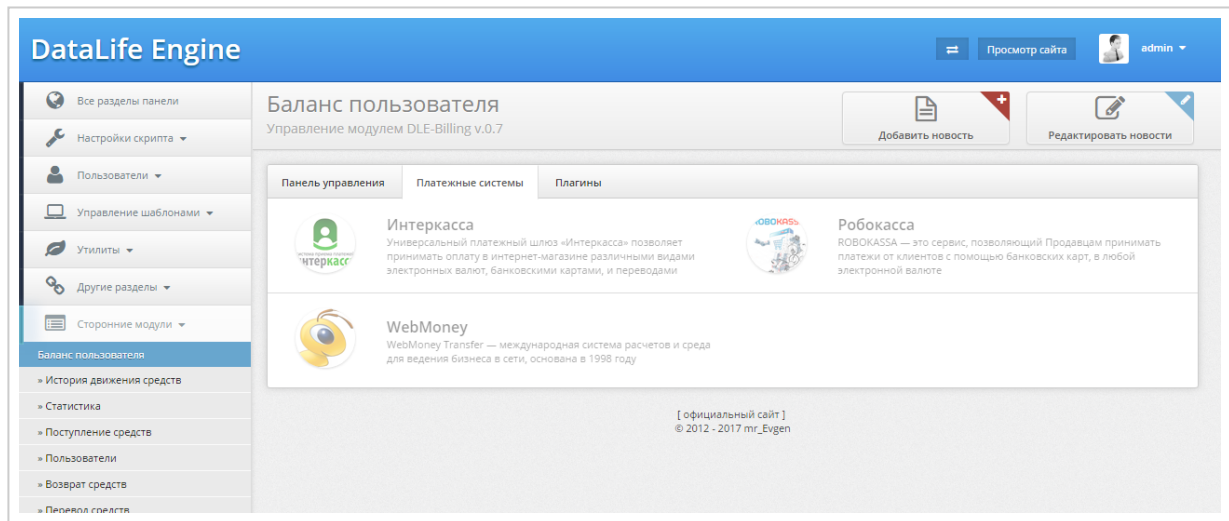 DataLife Engine
Просмотр сайта
admin
Все разделы панели
Настройки скрипта
Пользователи
Управление шаблонами
Утилиты
Другие разделы
Сторонние модули
Баланс пользователя
» История движения средств
» Статистика
» Поступление средств
» Пользователи
» Возврат средств
» Перевод средств
Баланс пользователя
Управление модулем DLE-Billing v.0.7
Добавить новость
Редактировать новости
Панель управления
Платежные системы
Плагины
Интеркасса
Универсальный платежный шлюз «Интеркасса» позволяет
принимать оплату в интернет-магазине различными видами
электронных валют, банковскими картами, и переводами
ОВОKAS
Робокасса
ROBOKASSA — это сервис, позволяющий Продавцам принимать
платежи от клиентов с помощью банковских карт, в любой
электронной валюте
WebMoney
WebMoney Transfer — международная система расчетов и среда
для ведения бизнеса в сети, основана в 1998 году
[ официальный сайт ]
© 2012 - 2017 mr_Evgen